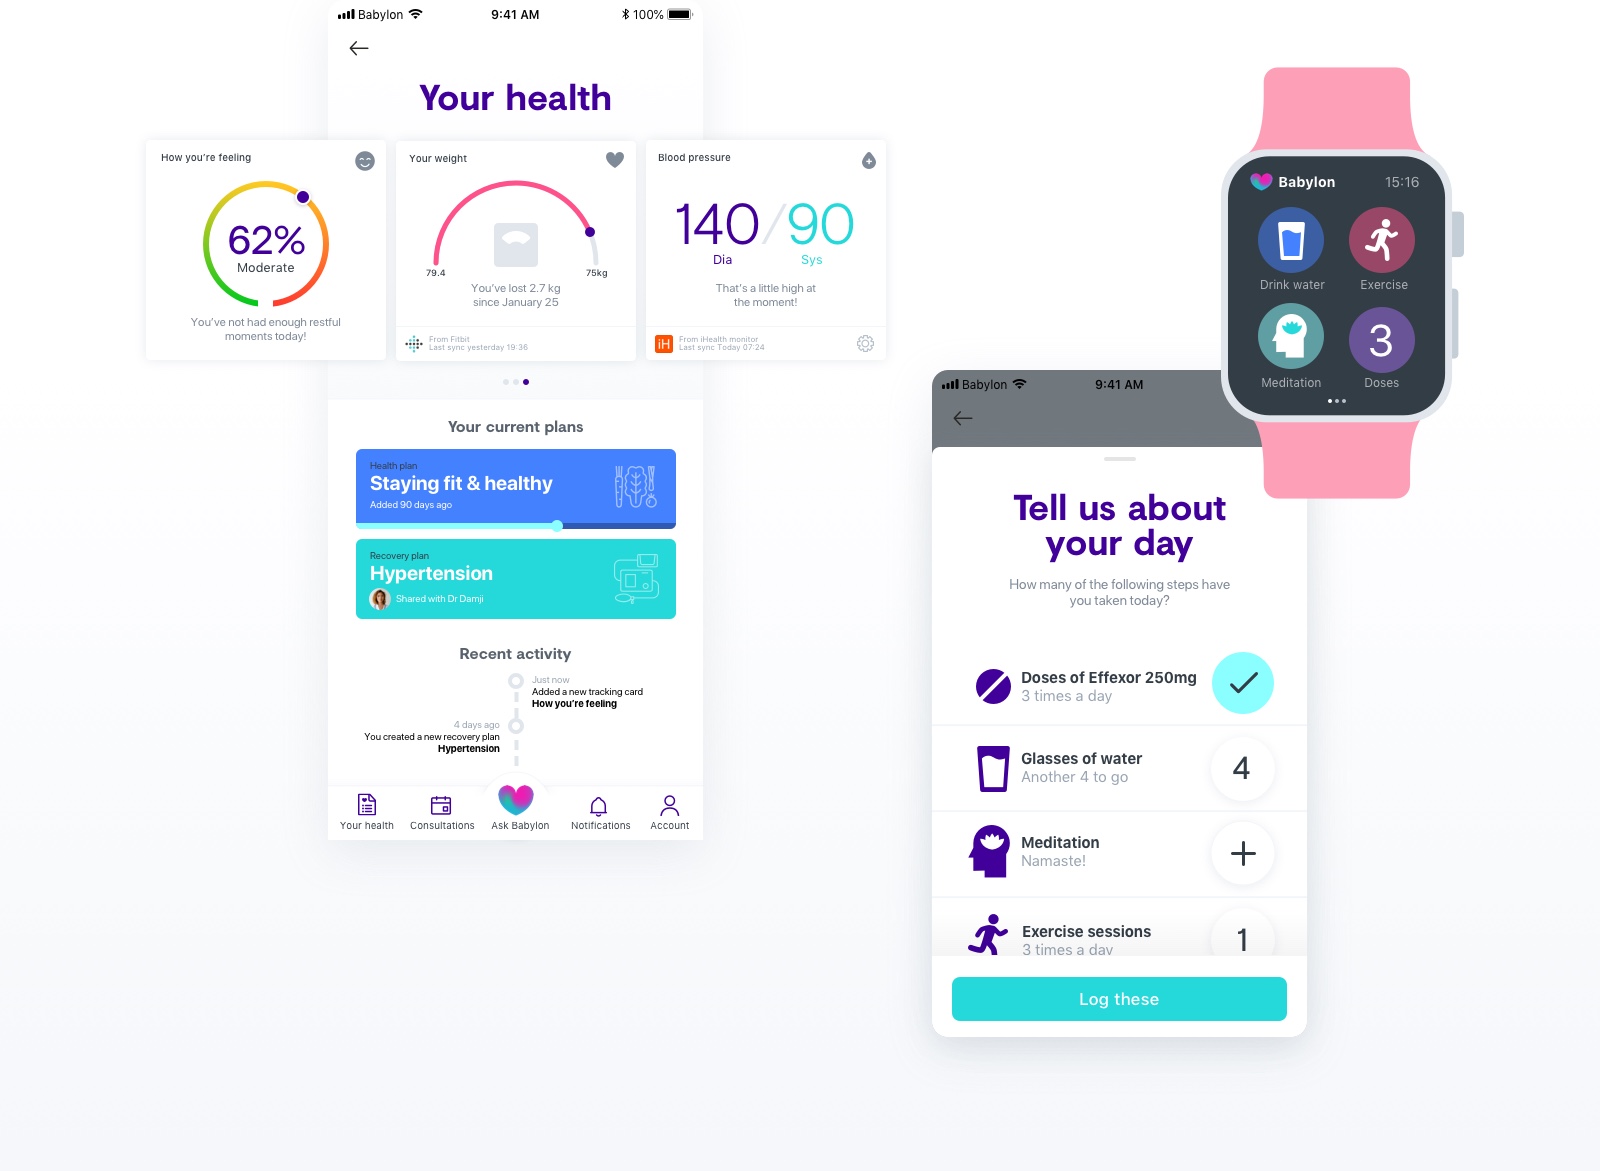 Babylon
9:41 AM
100%
Your health
How you're feeling
62%
Moderate
You've not had enough restful
moments today!
Your weight
79.4
75kg
You've lost 2.7 kg
since January 25
From Fitbit
Last sync yesterday 19:36
Blood pressure
140/90
Dia
Sys
That's a little high at
the moment!
iH
From iHealth monitor
Last sync Today 07:24
Your current plans
Health plan
Staying fit & healthy
Added 90 days ago
Recovery plan
Hypertension
Shared with Dr Damji
Recent activity
Just now
Added a new tracking card
How you're feeling
4 days ago
You created a new recovery plan
Hypertension
Your health
Consultations
Ask Babylon
Notifications
Account
Babylon
15:16
Drink water
Exercise
3
Meditation
Doses
Babylon
9:41 AM
Tell us about
your day
How many of the following steps have
you taken today?
Doses of Effexor 250mg
3 times a day
Glasses of water
Another 4 to go
4
Meditation
Namaste!
Exercise sessions
3 times a day
1
Log these